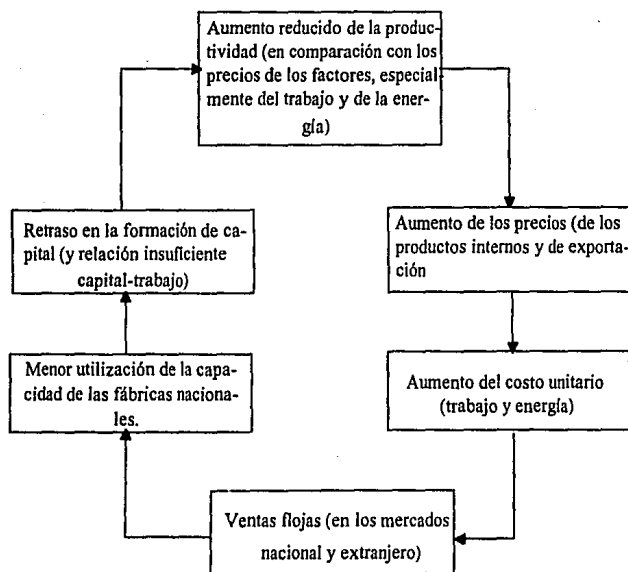 Aumento reducido de la produc-
tividad (en comparación con los
precios de los factores, especial
mente del trabajo y de la ener-
gía)
Aumento de los precios (de los
productos internos y de exporta-
ción
Aumento del costo unitario
(trabajo y energía)
Ventas flojas (en los mercados
nacional y extranjero)
Menor utilización de la capa-
cidad de las fábricas naciona-
les.
Retraso en la formación de ca-
pital (y relación insuficiente
capital-trabajo)